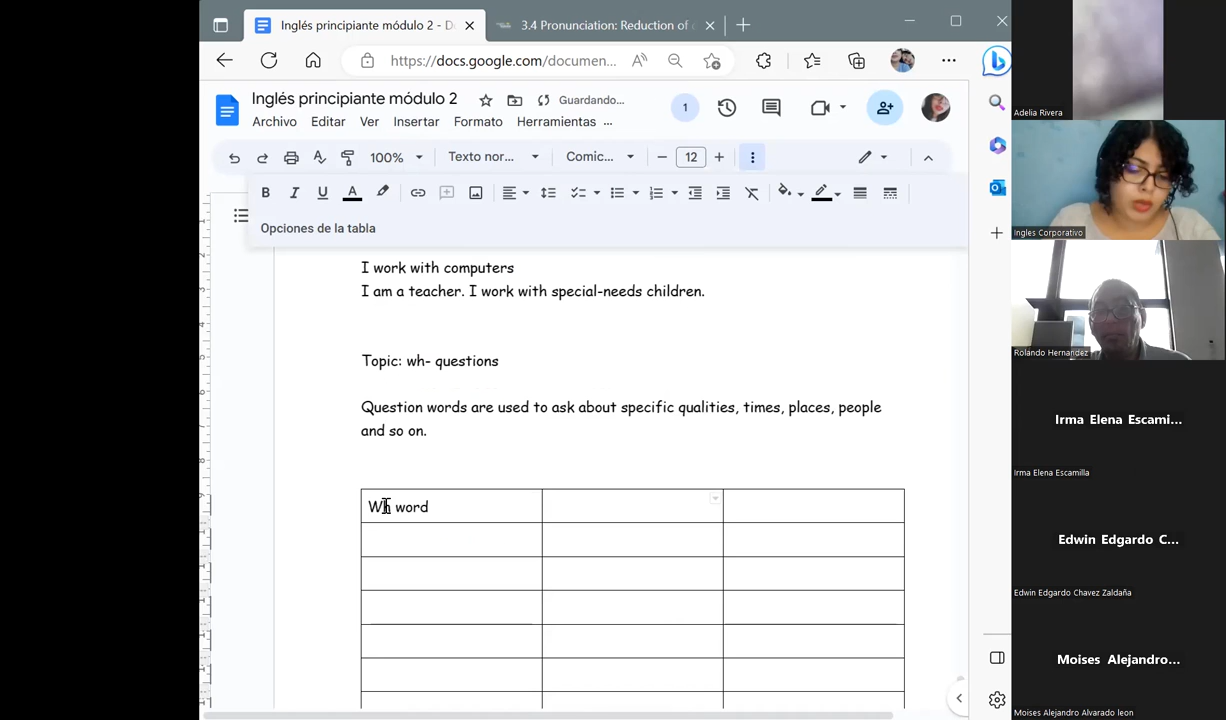 Inglés principiante módulo 2 - D
3.4 Pronunciation: Reduction of
https://docs.google.com/documen...
Inglés principiante módulo 2
Guardando...
1
Archivo Editar Ver Insertar Formato Herramientas ...
100% Texto nor... Comic... 12
Opciones de la tabla
I work with computers
I am a teacher. I work with special-needs children.
Topic: wh- questions
Question words are used to ask about specific qualities, times, places, people
and so on.
Wh word
Adelia Rivera
Ingles Corporativo
Rolando Hernandez
Irma Elena Escami...
Irma Elena Escamilla
Edwin Edgardo C...
Edwin Edgardo Chavez Zaldaña
Moises Alejandro...
Moises Alejandro Alvarado leon